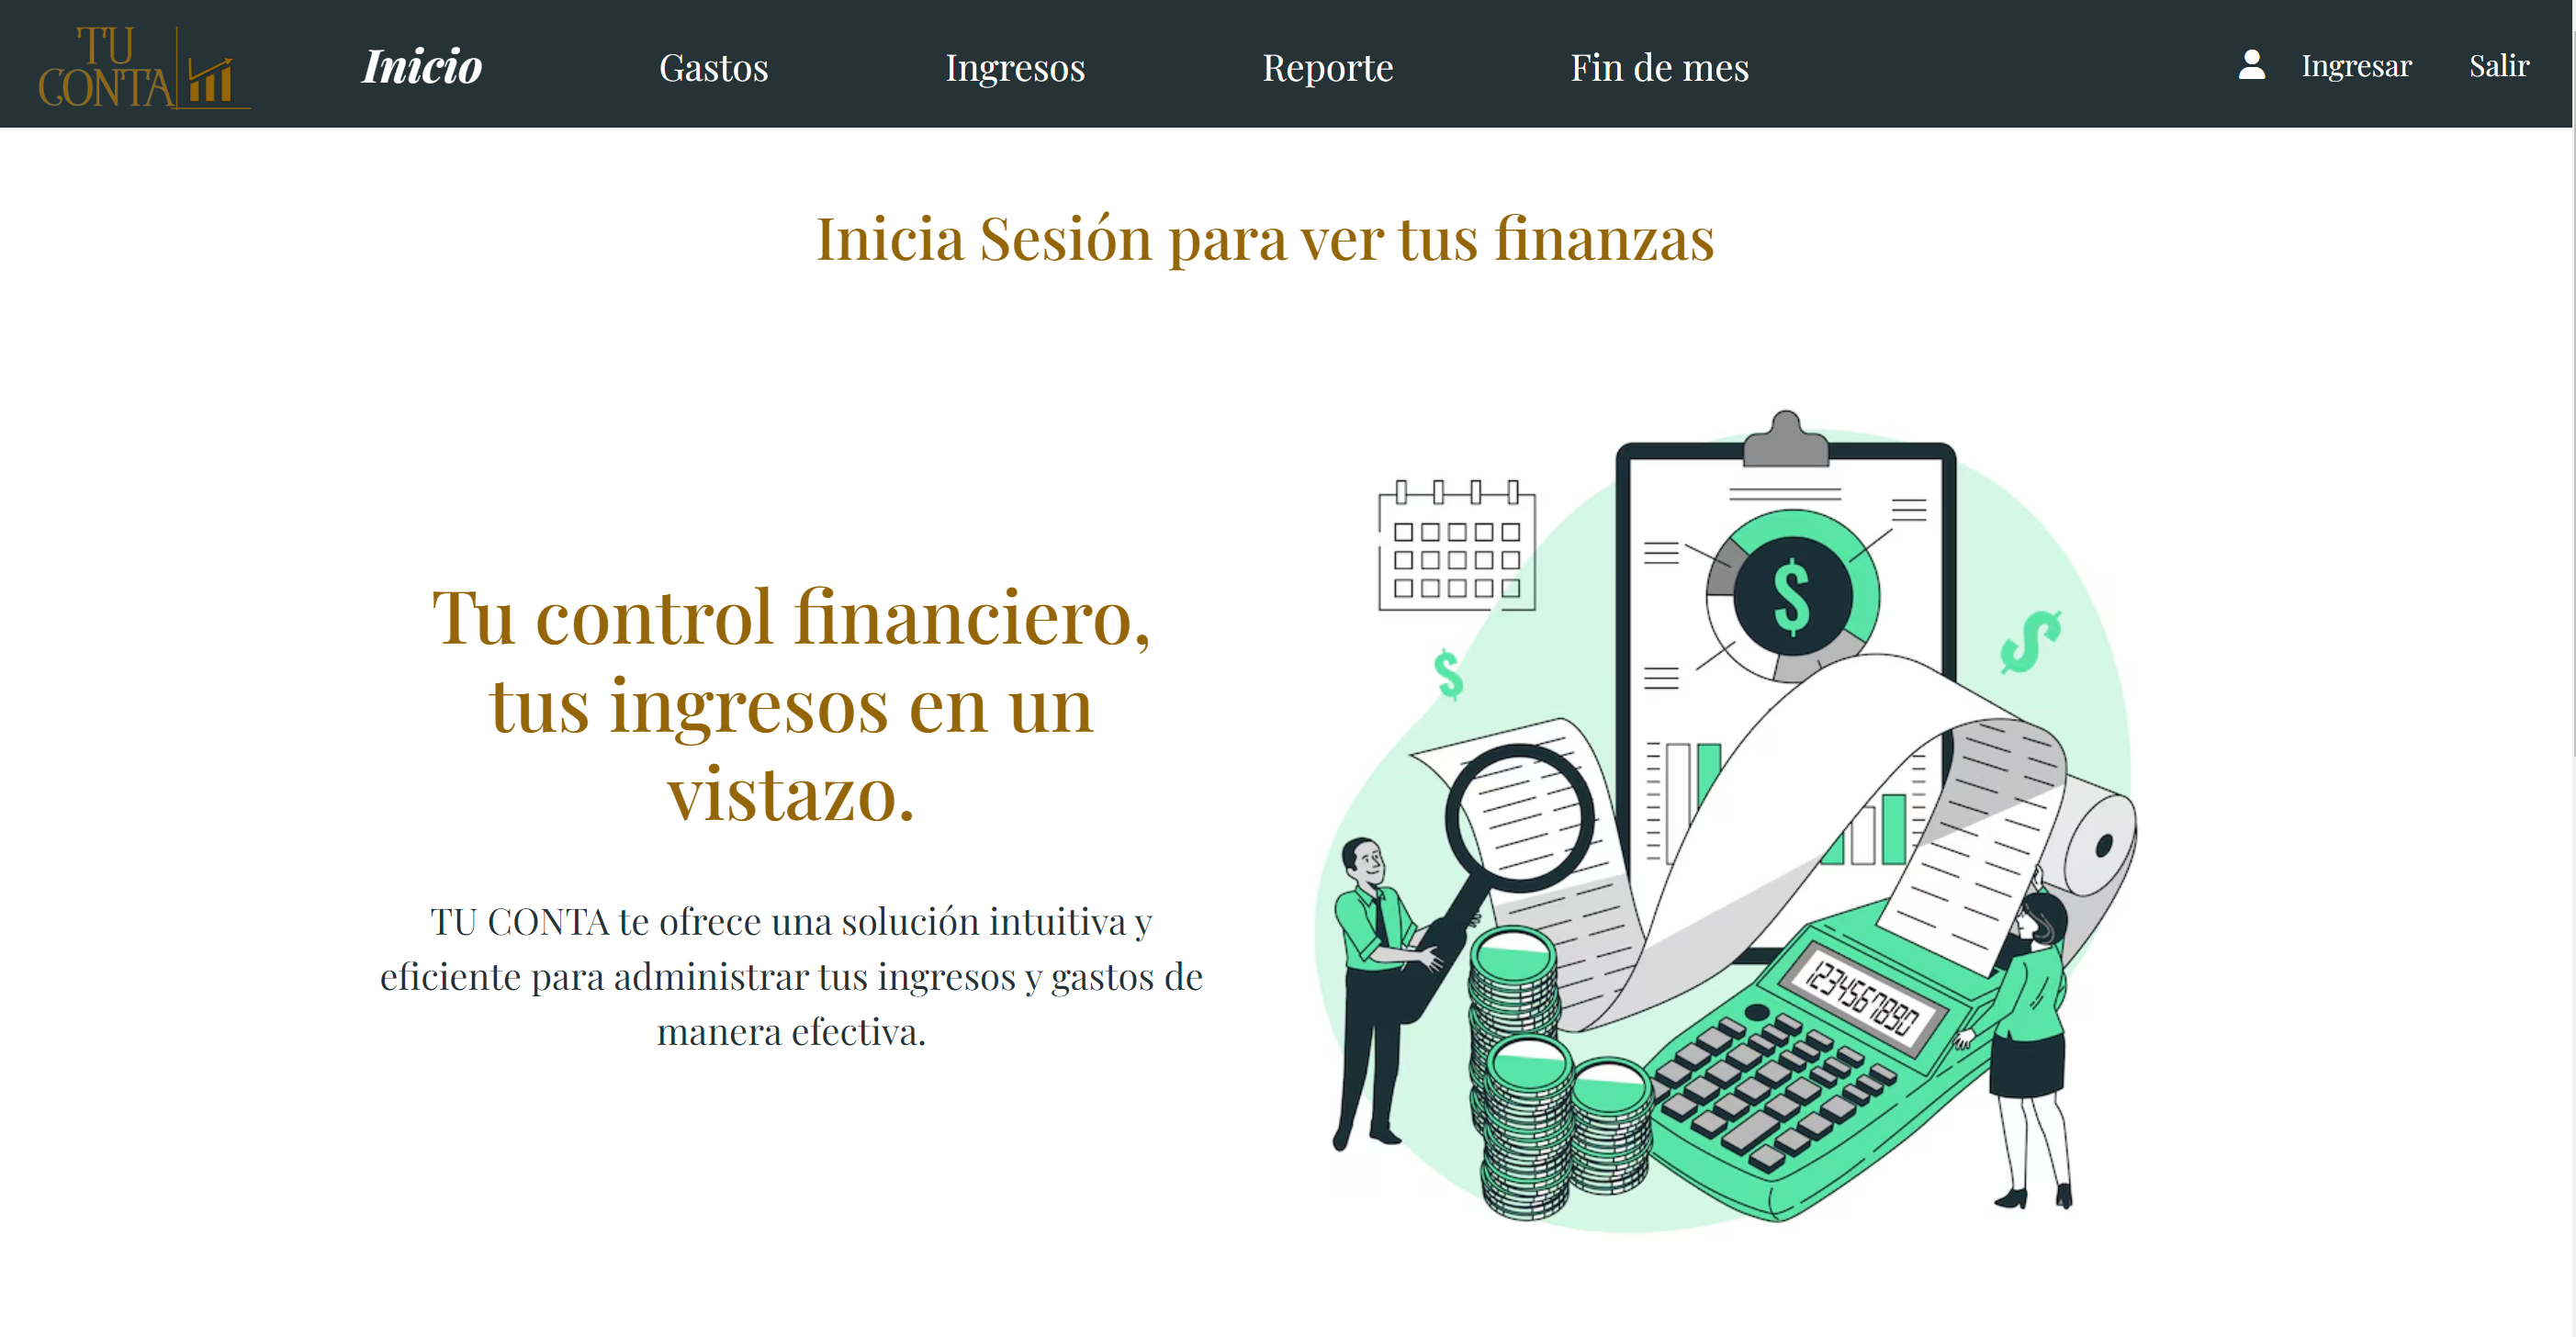 TU
CONTA
Inicio Gastos Ingresos Reporte Fin de mes Ingresar Salir
Inicia Sesión para ver tus finanzas
Tu control financiero,
tus ingresos en un
vistazo.
TU CONTA te ofrece una solución intuitiva y
eficiente para administrar tus ingresos y gastos de
manera efectiva.
$
$
$
1234567890